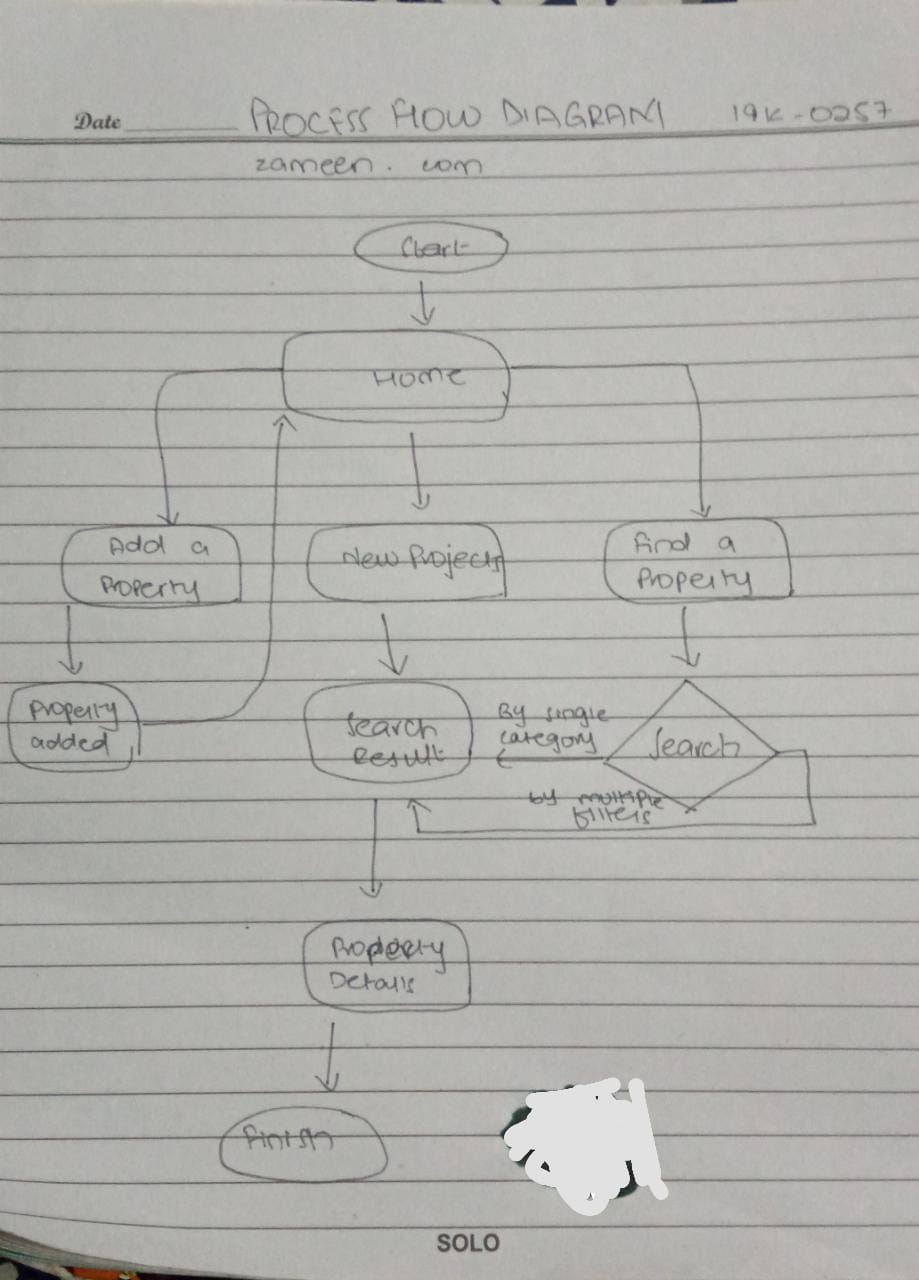 Date PROCESS FLOW DIAGRAM 19K-0257
zameen.com
Start
Home
Add a
Property
New Projects
Find a
Property
Property
added
Search
Result
By single
category
Search
by multiple
filters
Property
Details
Finish
SOLO